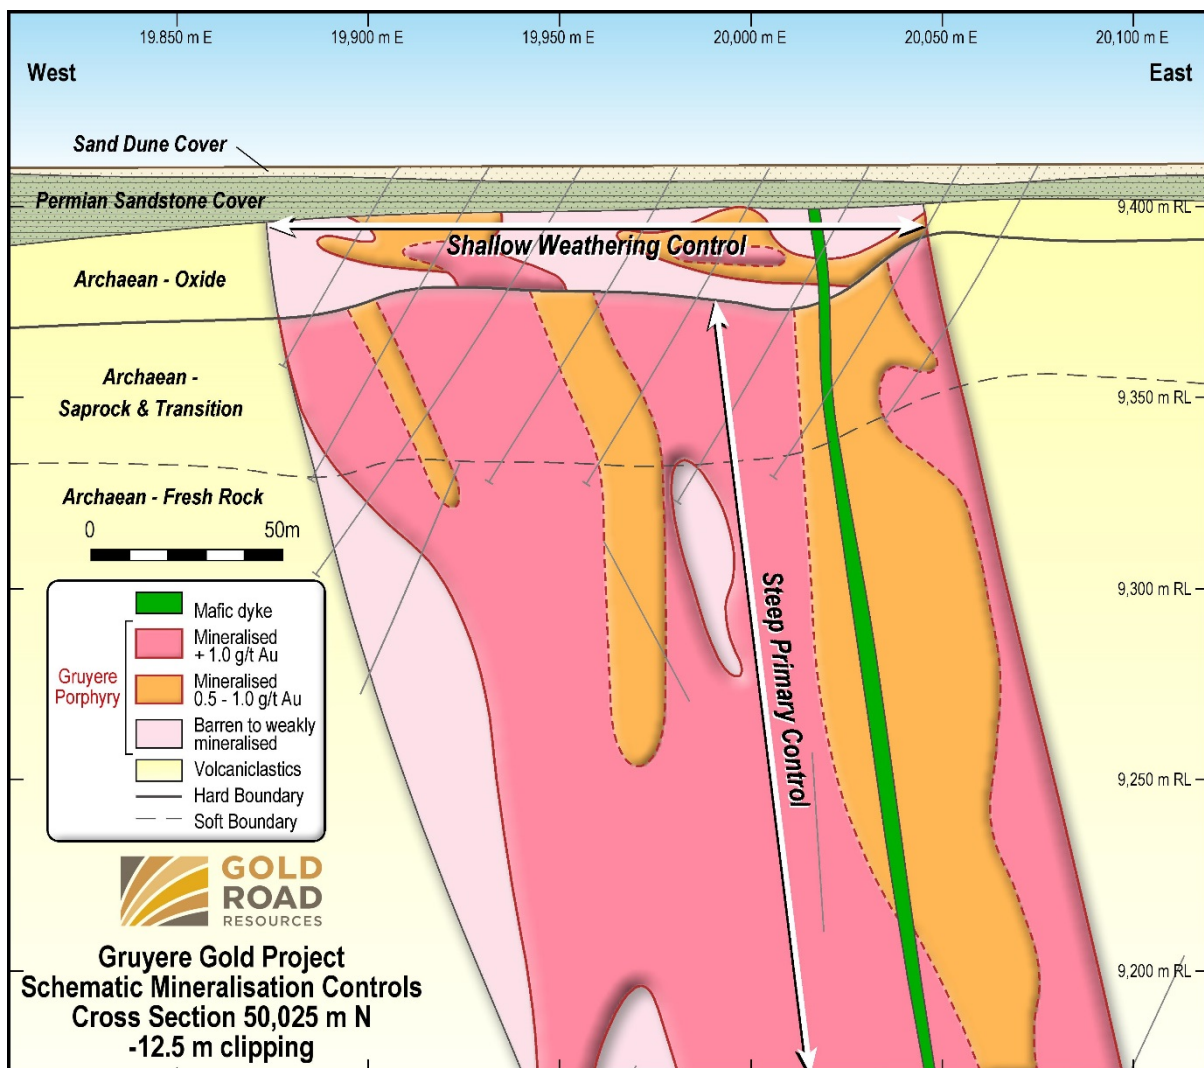 19.850 m E
19,900 m E
19,950 m E
20,000 m E
20,050 m E
20,100 m E
West
East
Sand Dune Cover
Permian Sandstone Cover
9,400 m RL
Shallow Weathering Control
Archaean - Oxide
Archaean -
Saprock & Transition
9,350 m RL
Archaean - Fresh Rock
0
50m
Steep Primary Control
9,300 m RL
Mafic dyke
Gruyere
Porphyry
Mineralised
+ 1.0 g/t Au
Mineralised
0.5 - 1.0 g/t Au
Barren to weakly
mineralised
Volcaniclastics
Hard Boundary
Soft Boundary
9,250 m RL
GOLD
ROAD
RESOURCES
Gruyere Gold Project
Schematic Mineralisation Controls
Cross Section 50,025 m N
-12.5 m clipping
9,200 m RL